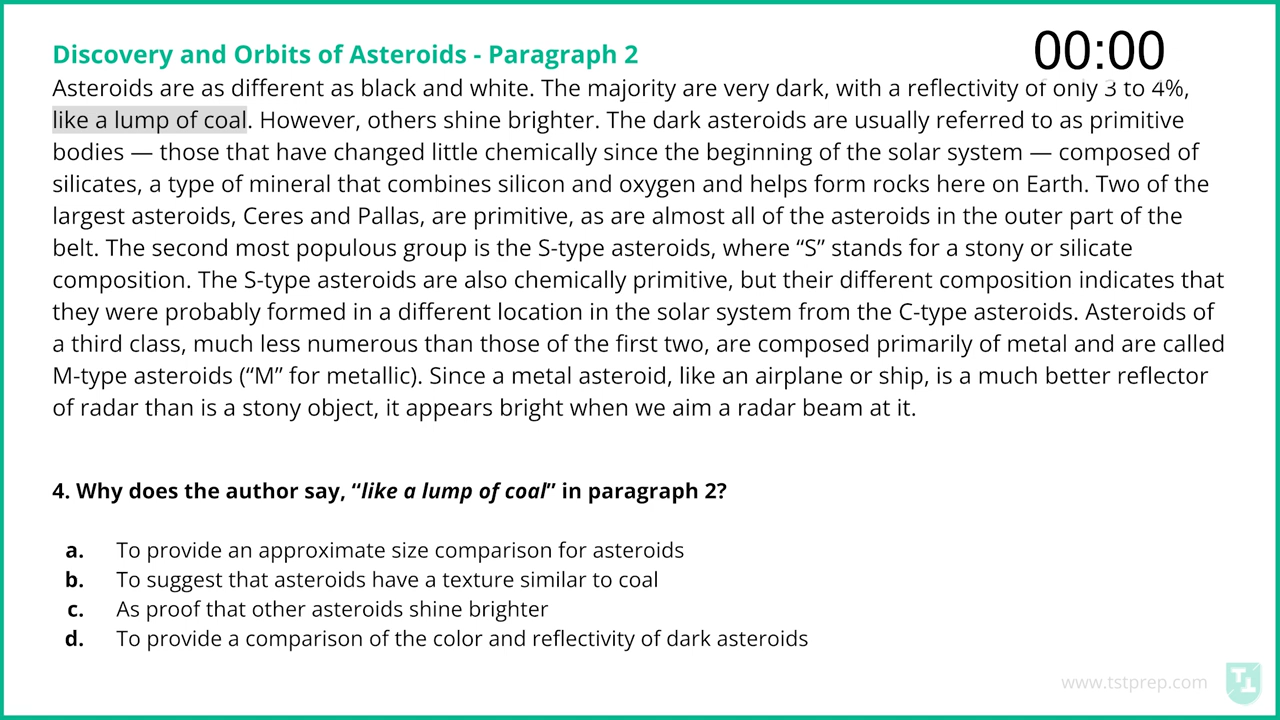 Discovery and Orbits of Asteroids - Paragraph 2
00:00
Asteroids are as different as black and white. The majority are very dark, with a reflectivity of only 3 to 4%,
like a lump of coal. However, others shine brighter. The dark asteroids are usually referred to as primitive
bodies — those that have changed little chemically since the beginning of the solar system — composed of
silicates, a type of mineral that combines silicon and oxygen and helps form rocks here on Earth. Two of the
largest asteroids, Ceres and Pallas, are primitive, as are almost all of the asteroids in the outer part of the
belt. The second most populous group is the S-type asteroids, where “S” stands for a stony or silicate
composition. The S-type asteroids are also chemically primitive, but their different composition indicates that
they were probably formed in a different location in the solar system from the C-type asteroids. Asteroids of
a third class, much less numerous than those of the first two, are composed primarily of metal and are called
M-type asteroids (“M” for metallic). Since a metal asteroid, like an airplane or ship, is a much better reflector
of radar than is a stony object, it appears bright when we aim a radar beam at it.
4. Why does the author say, “like a lump of coal” in paragraph 2?
a. To provide an approximate size comparison for asteroids
b. To suggest that asteroids have a texture similar to coal
c. As proof that other asteroids shine brighter
d. To provide a comparison of the color and reflectivity of dark asteroids
www.tstprep.com